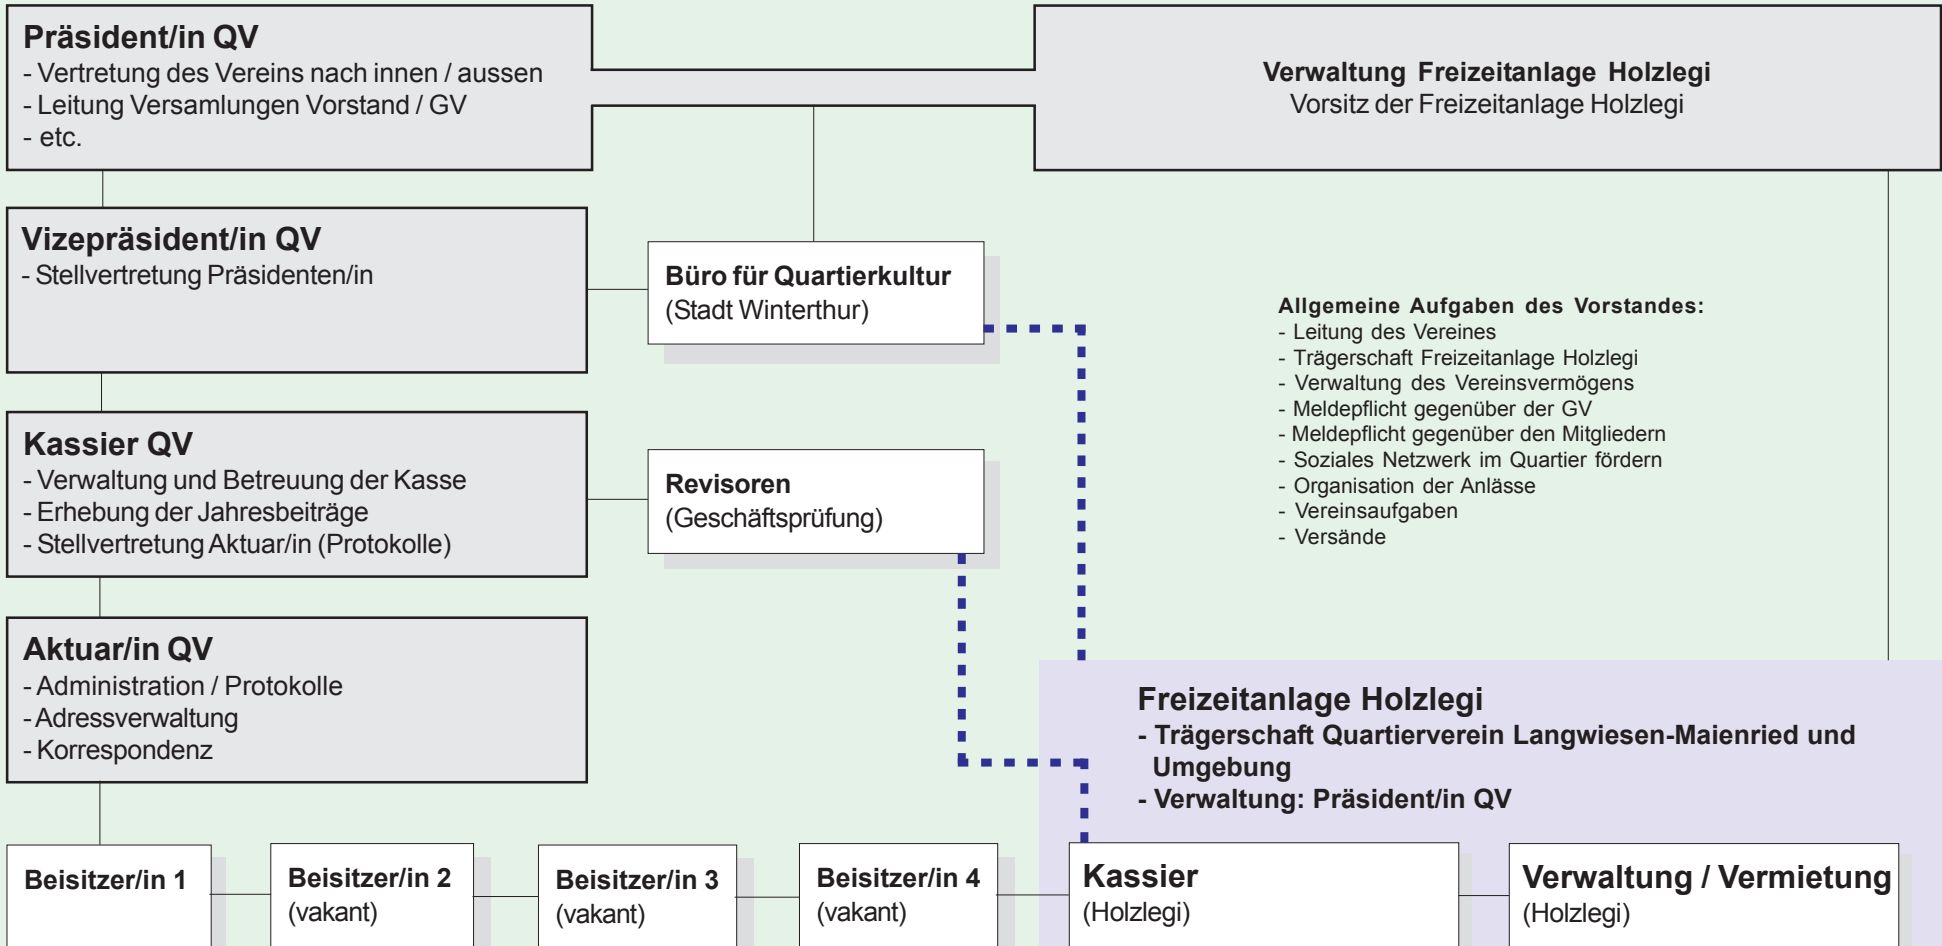 Präsident/in QV
- Vertretung des Vereins nach innen / aussen
- Leitung Versamlungen Vorstand / GV
- etc.
Verwaltung Freizeitanlage Holzlegi
Vorsitz der Freizeitanlage Holzlegi
Vizepräsident/in QV
- Stellvertretung Präsidenten/in
Büro für Quartierkultur
(Stadt Winterthur)
Allgemeine Aufgaben des Vorstandes:
- Leitung des Vereines
- Trägerschaft Freizeitanlage Holzlegi
- Verwaltung des Vereinsvermögens
- Meldepflicht gegenüber der GV
- Meldepflicht gegenüber den Mitgliedern
- Soziales Netzwerk im Quartier fördern
- Organisation der Anlässe
- Vereinsaufgaben
- Versände
Kassier QV
- Verwaltung und Betreuung der Kasse
- Erhebung der Jahresbeiträge
- Stellvertretung Aktuar/in (Protokolle)
Revisoren
(Geschäftsprüfung)
Aktuar/in QV
- Administration / Protokolle
- Adressverwaltung
- Korrespondenz
Freizeitanlage Holzlegi
- Trägerschaft Quartierverein Langwiesen-Maienried und
Umgebung
- Verwaltung: Präsident/in QV
Beisitzer/in 1
Beisitzer/in 2
(vakant)
Beisitzer/in 3
(vakant)
Beisitzer/in 4
(vakant)
Kassier
(Holzlegi)
Verwaltung / Vermietung
(Holzlegi)